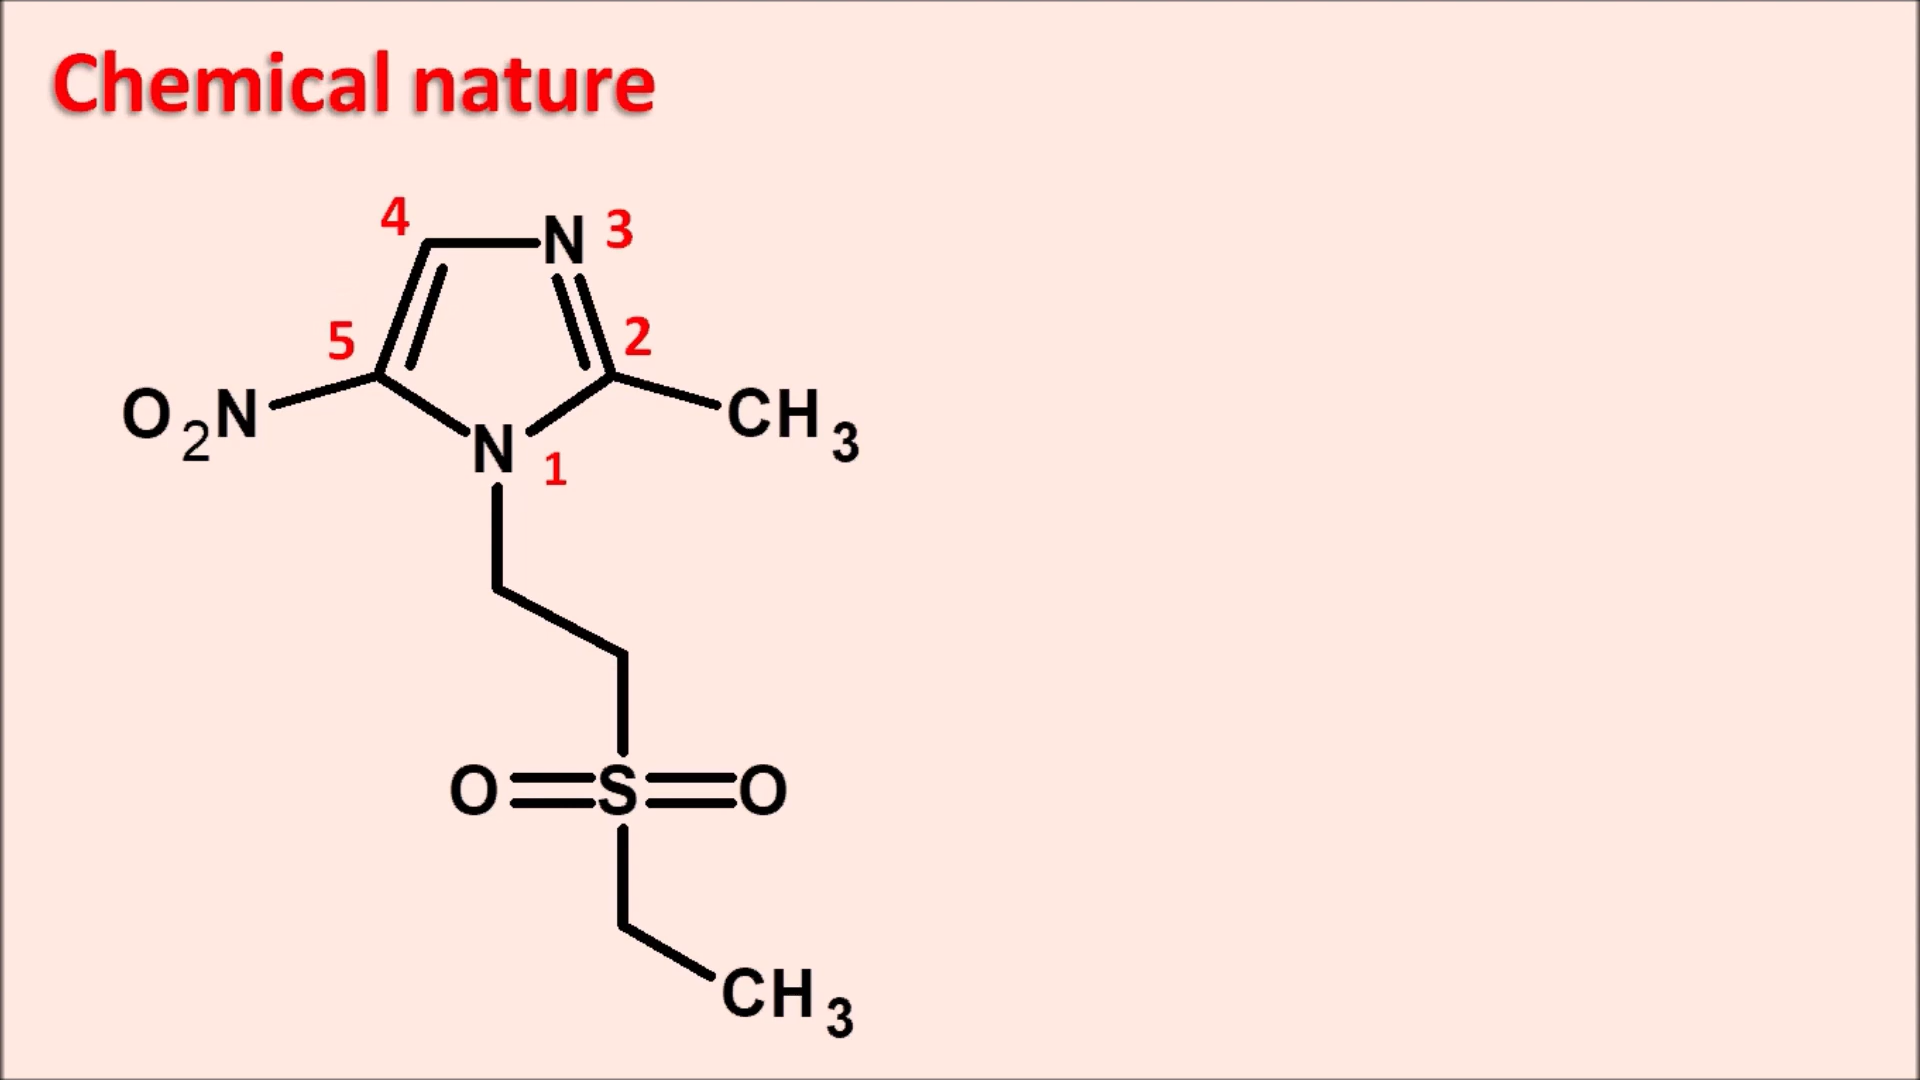 Chemical nature
4 N 3
5 2
O2N CH3
N 1
O S O
CH3